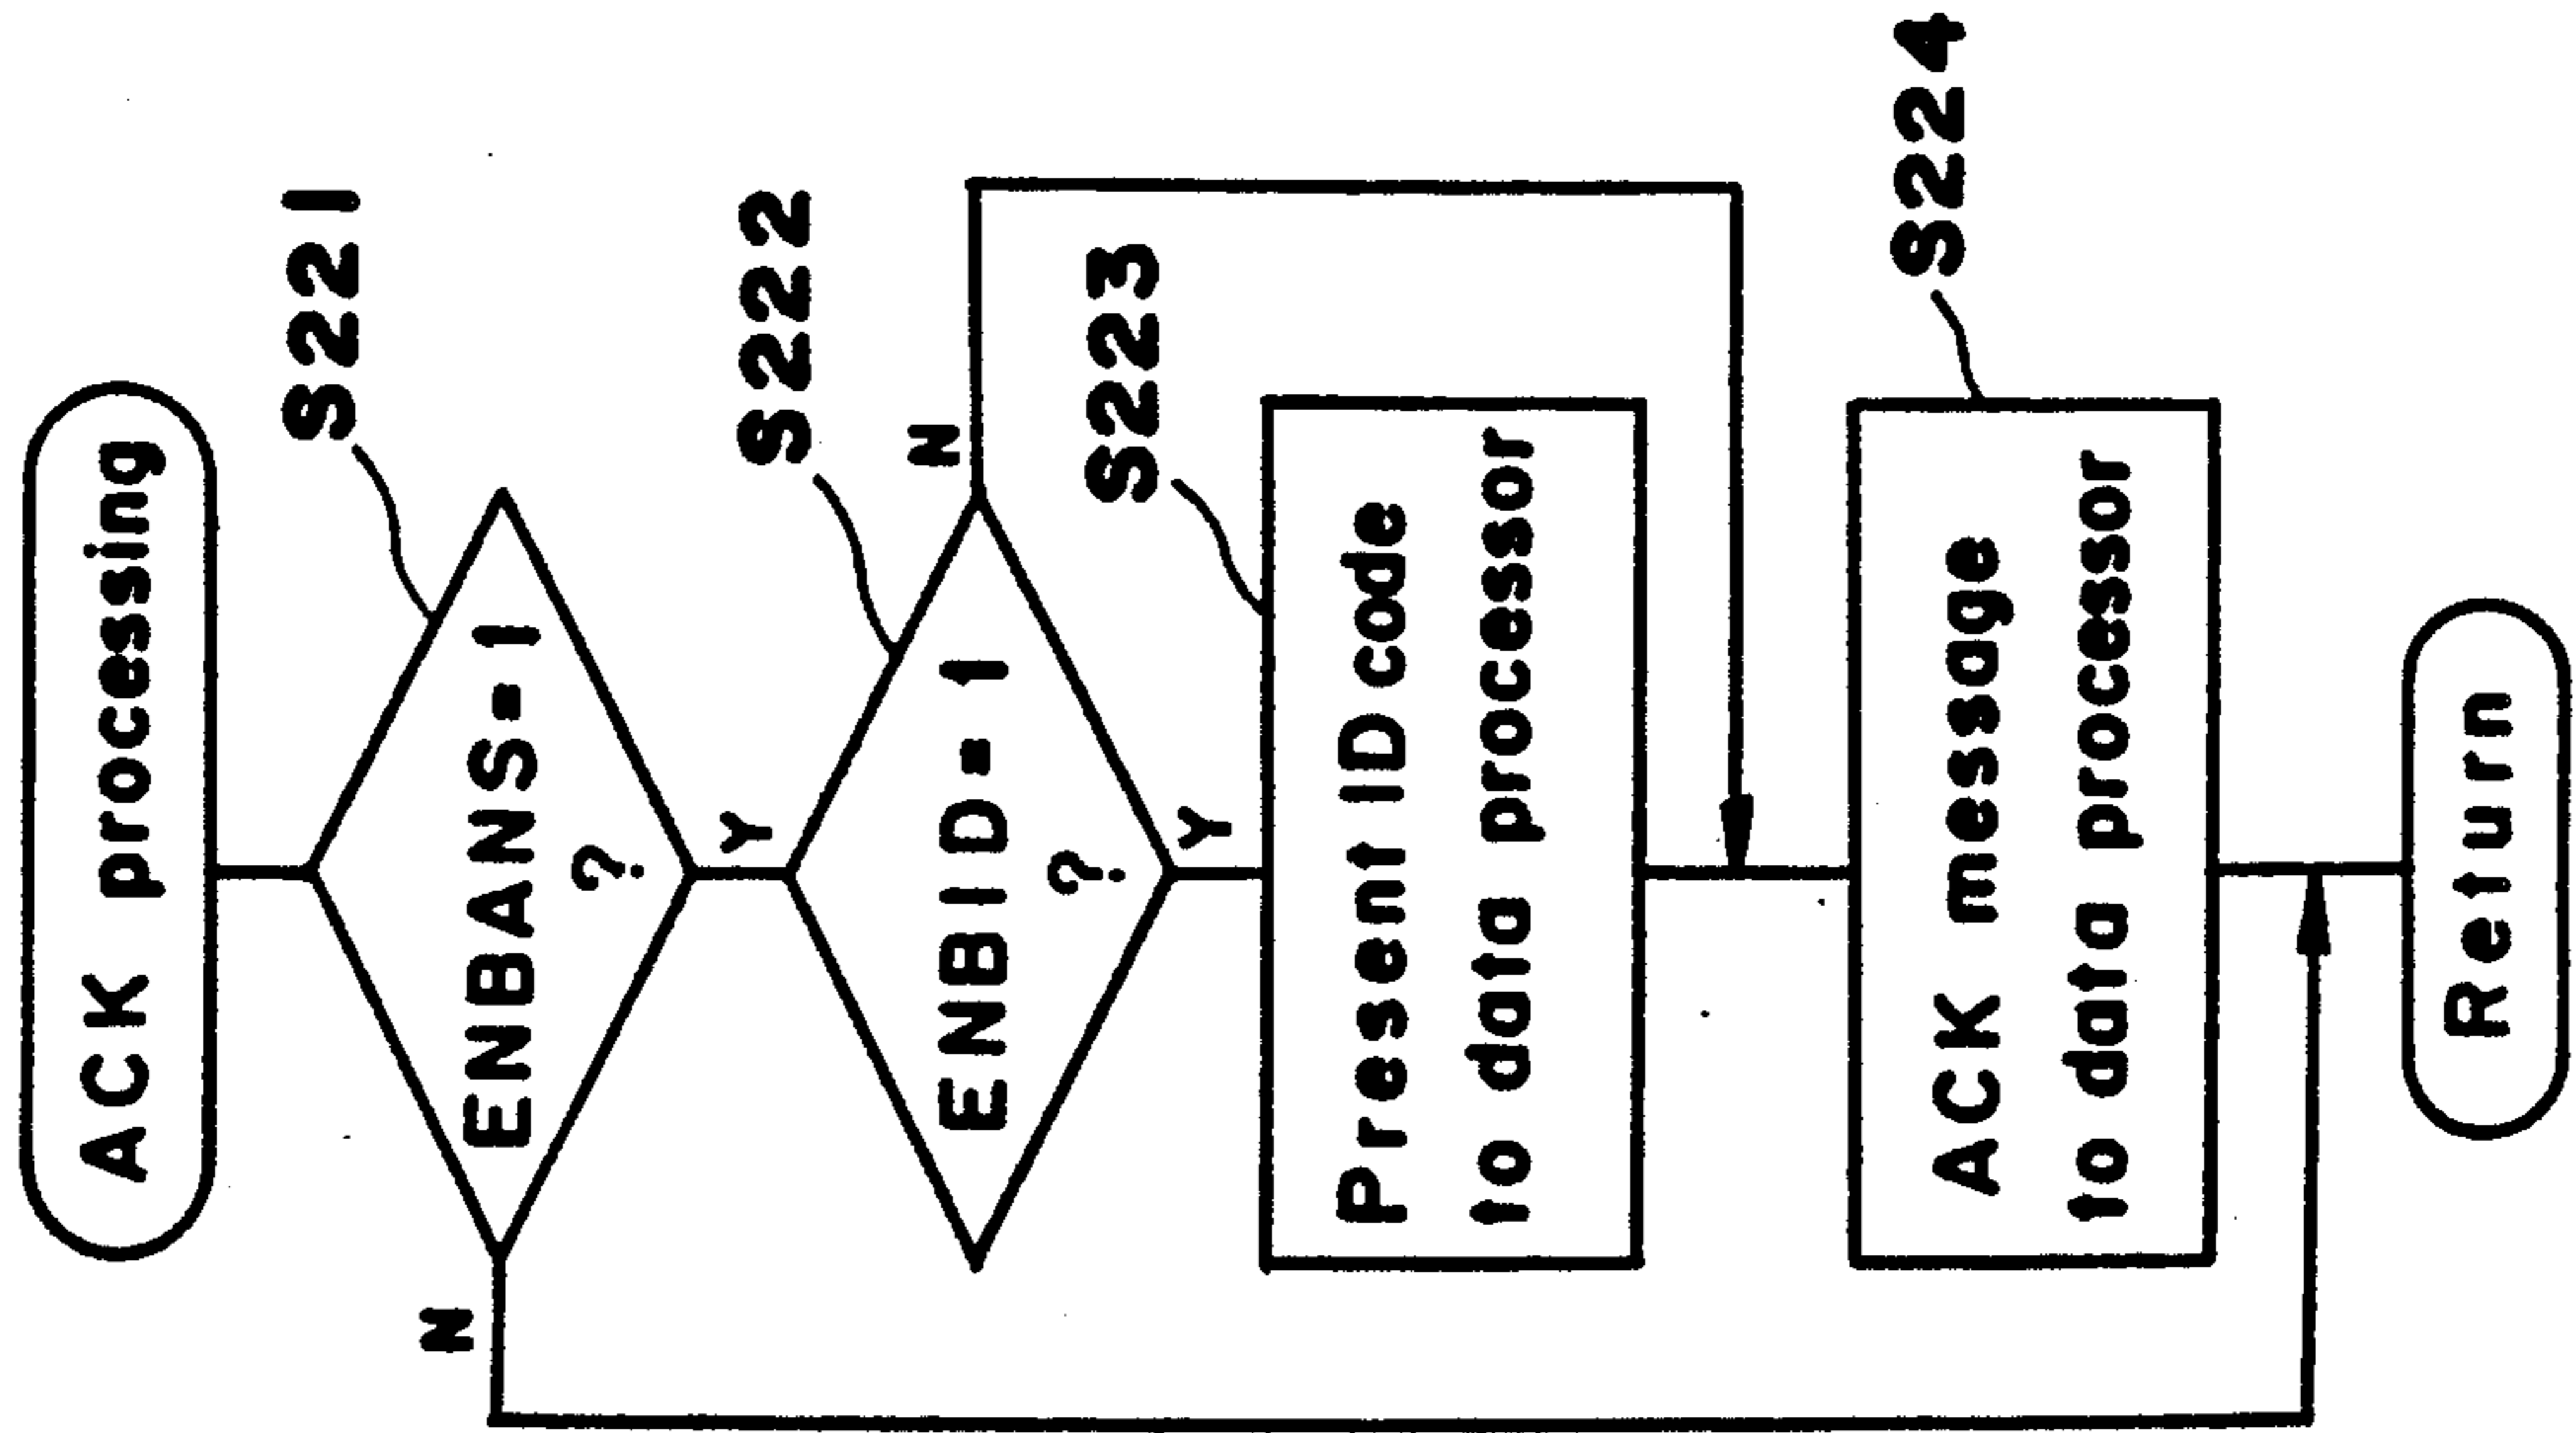 ACK processing
S221
ENBANS=1
?
N
Y
S222
ENBID=1
?
N
Y
S223
Present ID code
to data processor
S224
ACK message
to data processor
Return